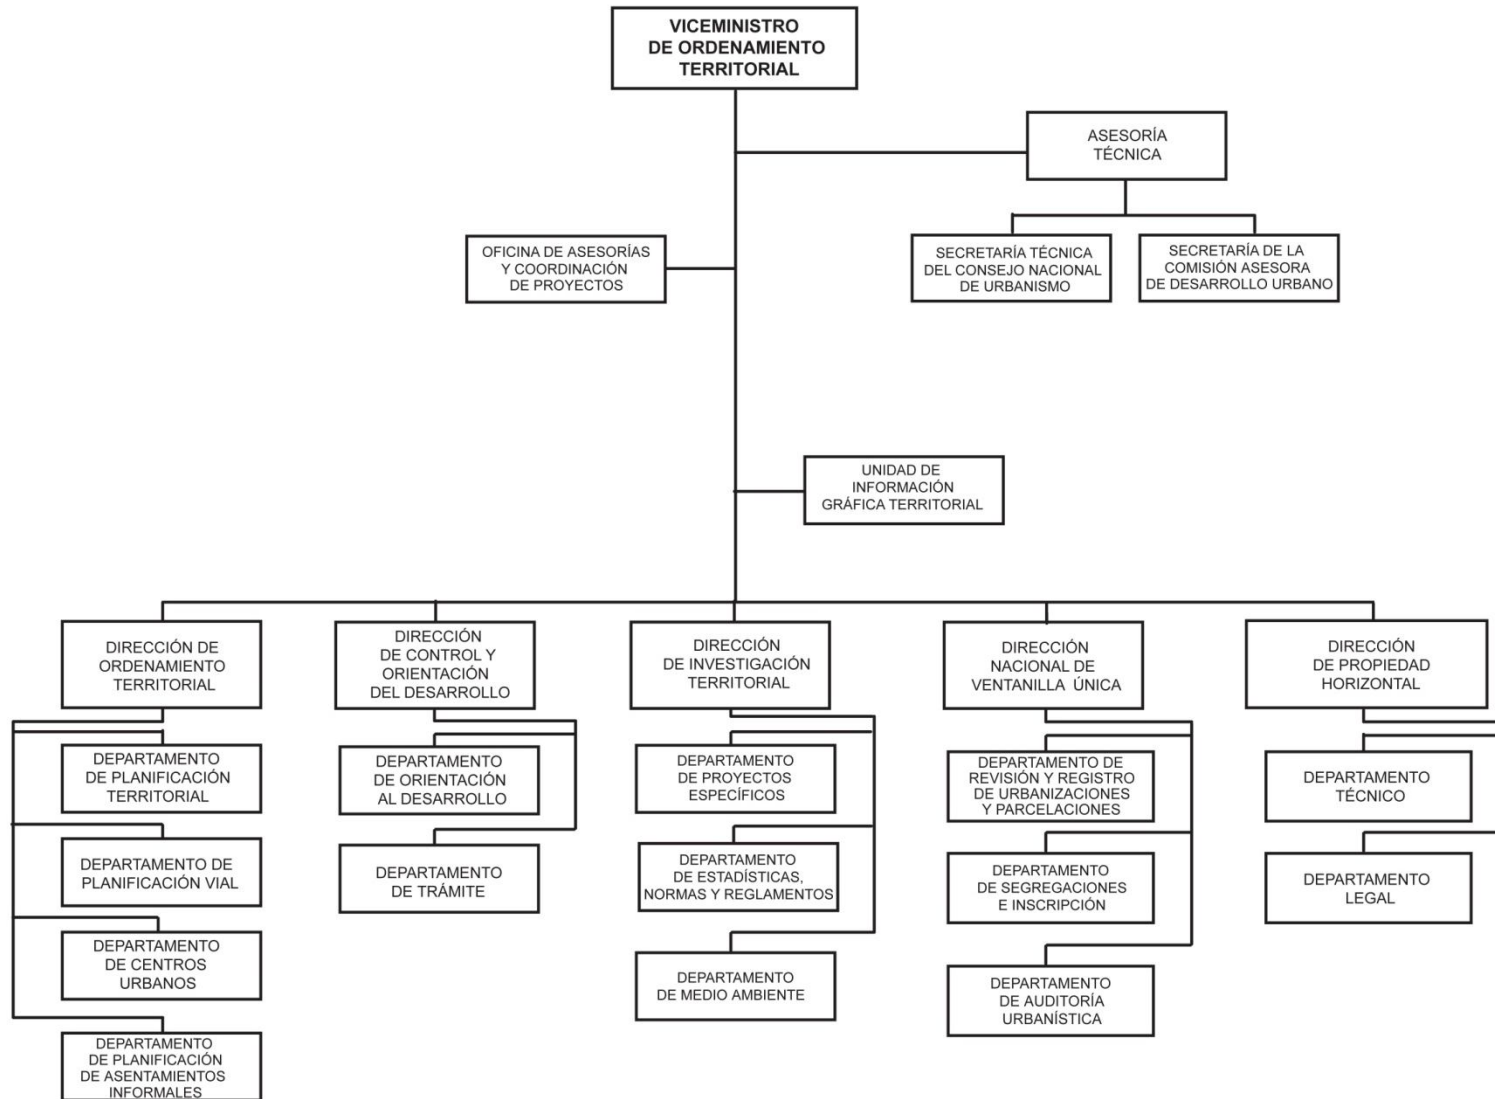 VICEMINISTRO
DE ORDENAMIENTO
TERRITORIAL
ASESORÍA
TÉCNICA
OFICINA DE ASESORÍAS
Y COORDINACIÓN
DE PROYECTOS
SECRETARÍA TÉCNICA
DEL CONSEJO NACIONAL
DE URBANISMO
SECRETARÍA DE LA
COMISIÓN ASESORA
DE DESARROLLO URBANO
UNIDAD DE
INFORMACIÓN
GRÁFICA TERRITORIAL
DIRECCIÓN DE
ORDENAMIENTO
TERRITORIAL
DIRECCIÓN
DE CONTROL Y
ORIENTACIÓN
DEL DESARROLLO
DIRECCIÓN
DE INVESTIGACIÓN
TERRITORIAL
DIRECCIÓN
NACIONAL DE
VENTANILLA ÚNICA
DIRECCIÓN
DE PROPIEDAD
HORIZONTAL
DEPARTAMENTO
DE PLANIFICACIÓN
TERRITORIAL
DEPARTAMENTO
DE ORIENTACIÓN
AL DESARROLLO
DEPARTAMENTO
DE PROYECTOS
ESPECÍFICOS
DEPARTAMENTO DE
REVISIÓN Y REGISTRO
DE URBANIZACIONES
Y PARCELACIONES
DEPARTAMENTO
TÉCNICO
DEPARTAMENTO DE
PLANIFICACIÓN VIAL
DEPARTAMENTO
DE TRÁMITE
DEPARTAMENTO
DE ESTADÍSTICAS,
NORMAS Y REGLAMENTOS
DEPARTAMENTO
DE SEGREGACIONES
E INSCRIPCIÓN
DEPARTAMENTO
LEGAL
DEPARTAMENTO
DE CENTROS
URBANOS
DEPARTAMENTO
DE MEDIO AMBIENTE
DEPARTAMENTO
DE AUDITORÍA
URBANÍSTICA
DEPARTAMENTO
DE PLANIFICACIÓN
DE ASENTAMIENTOS
INFORMALES